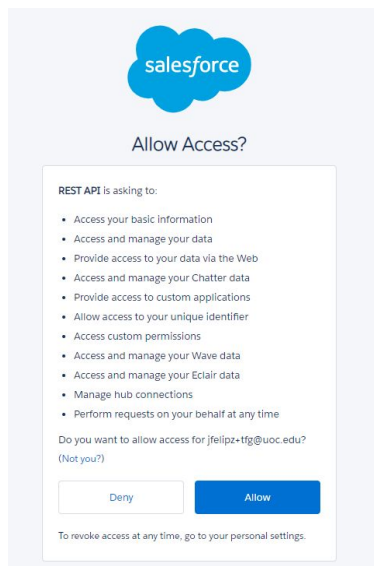 salesforce
Allow Access?
REST API is asking to:
• Access your basic information
• Access and manage your data
• Provide access to your data via the Web
• Access and manage your Chatter data
• Provide access to custom applications
• Allow access to your unique identifier
• Access custom permissions
• Access and manage your Wave data
• Access and manage your Eclair data
• Manage hub connections
• Perform requests on your behalf at any time
Do you want to allow access for jfelipz+tfg@uoc.edu?
(Not you?)
Deny Allow
To revoke access at any time, go to your personal settings.